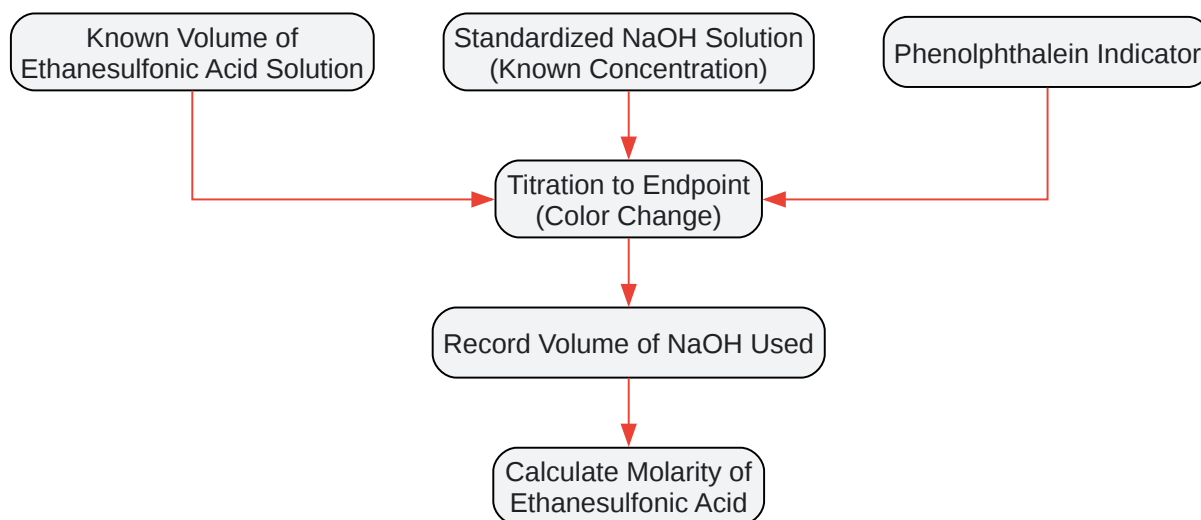 Known Volume of
Ethanesulfonic Acid Solution
Standardized NaOH Solution
(Known Concentration)
Phenolphthalein Indicator
Titration to Endpoint
(Color Change)
Record Volume of NaOH Used
Calculate Molarity of
Ethanesulfonic Acid